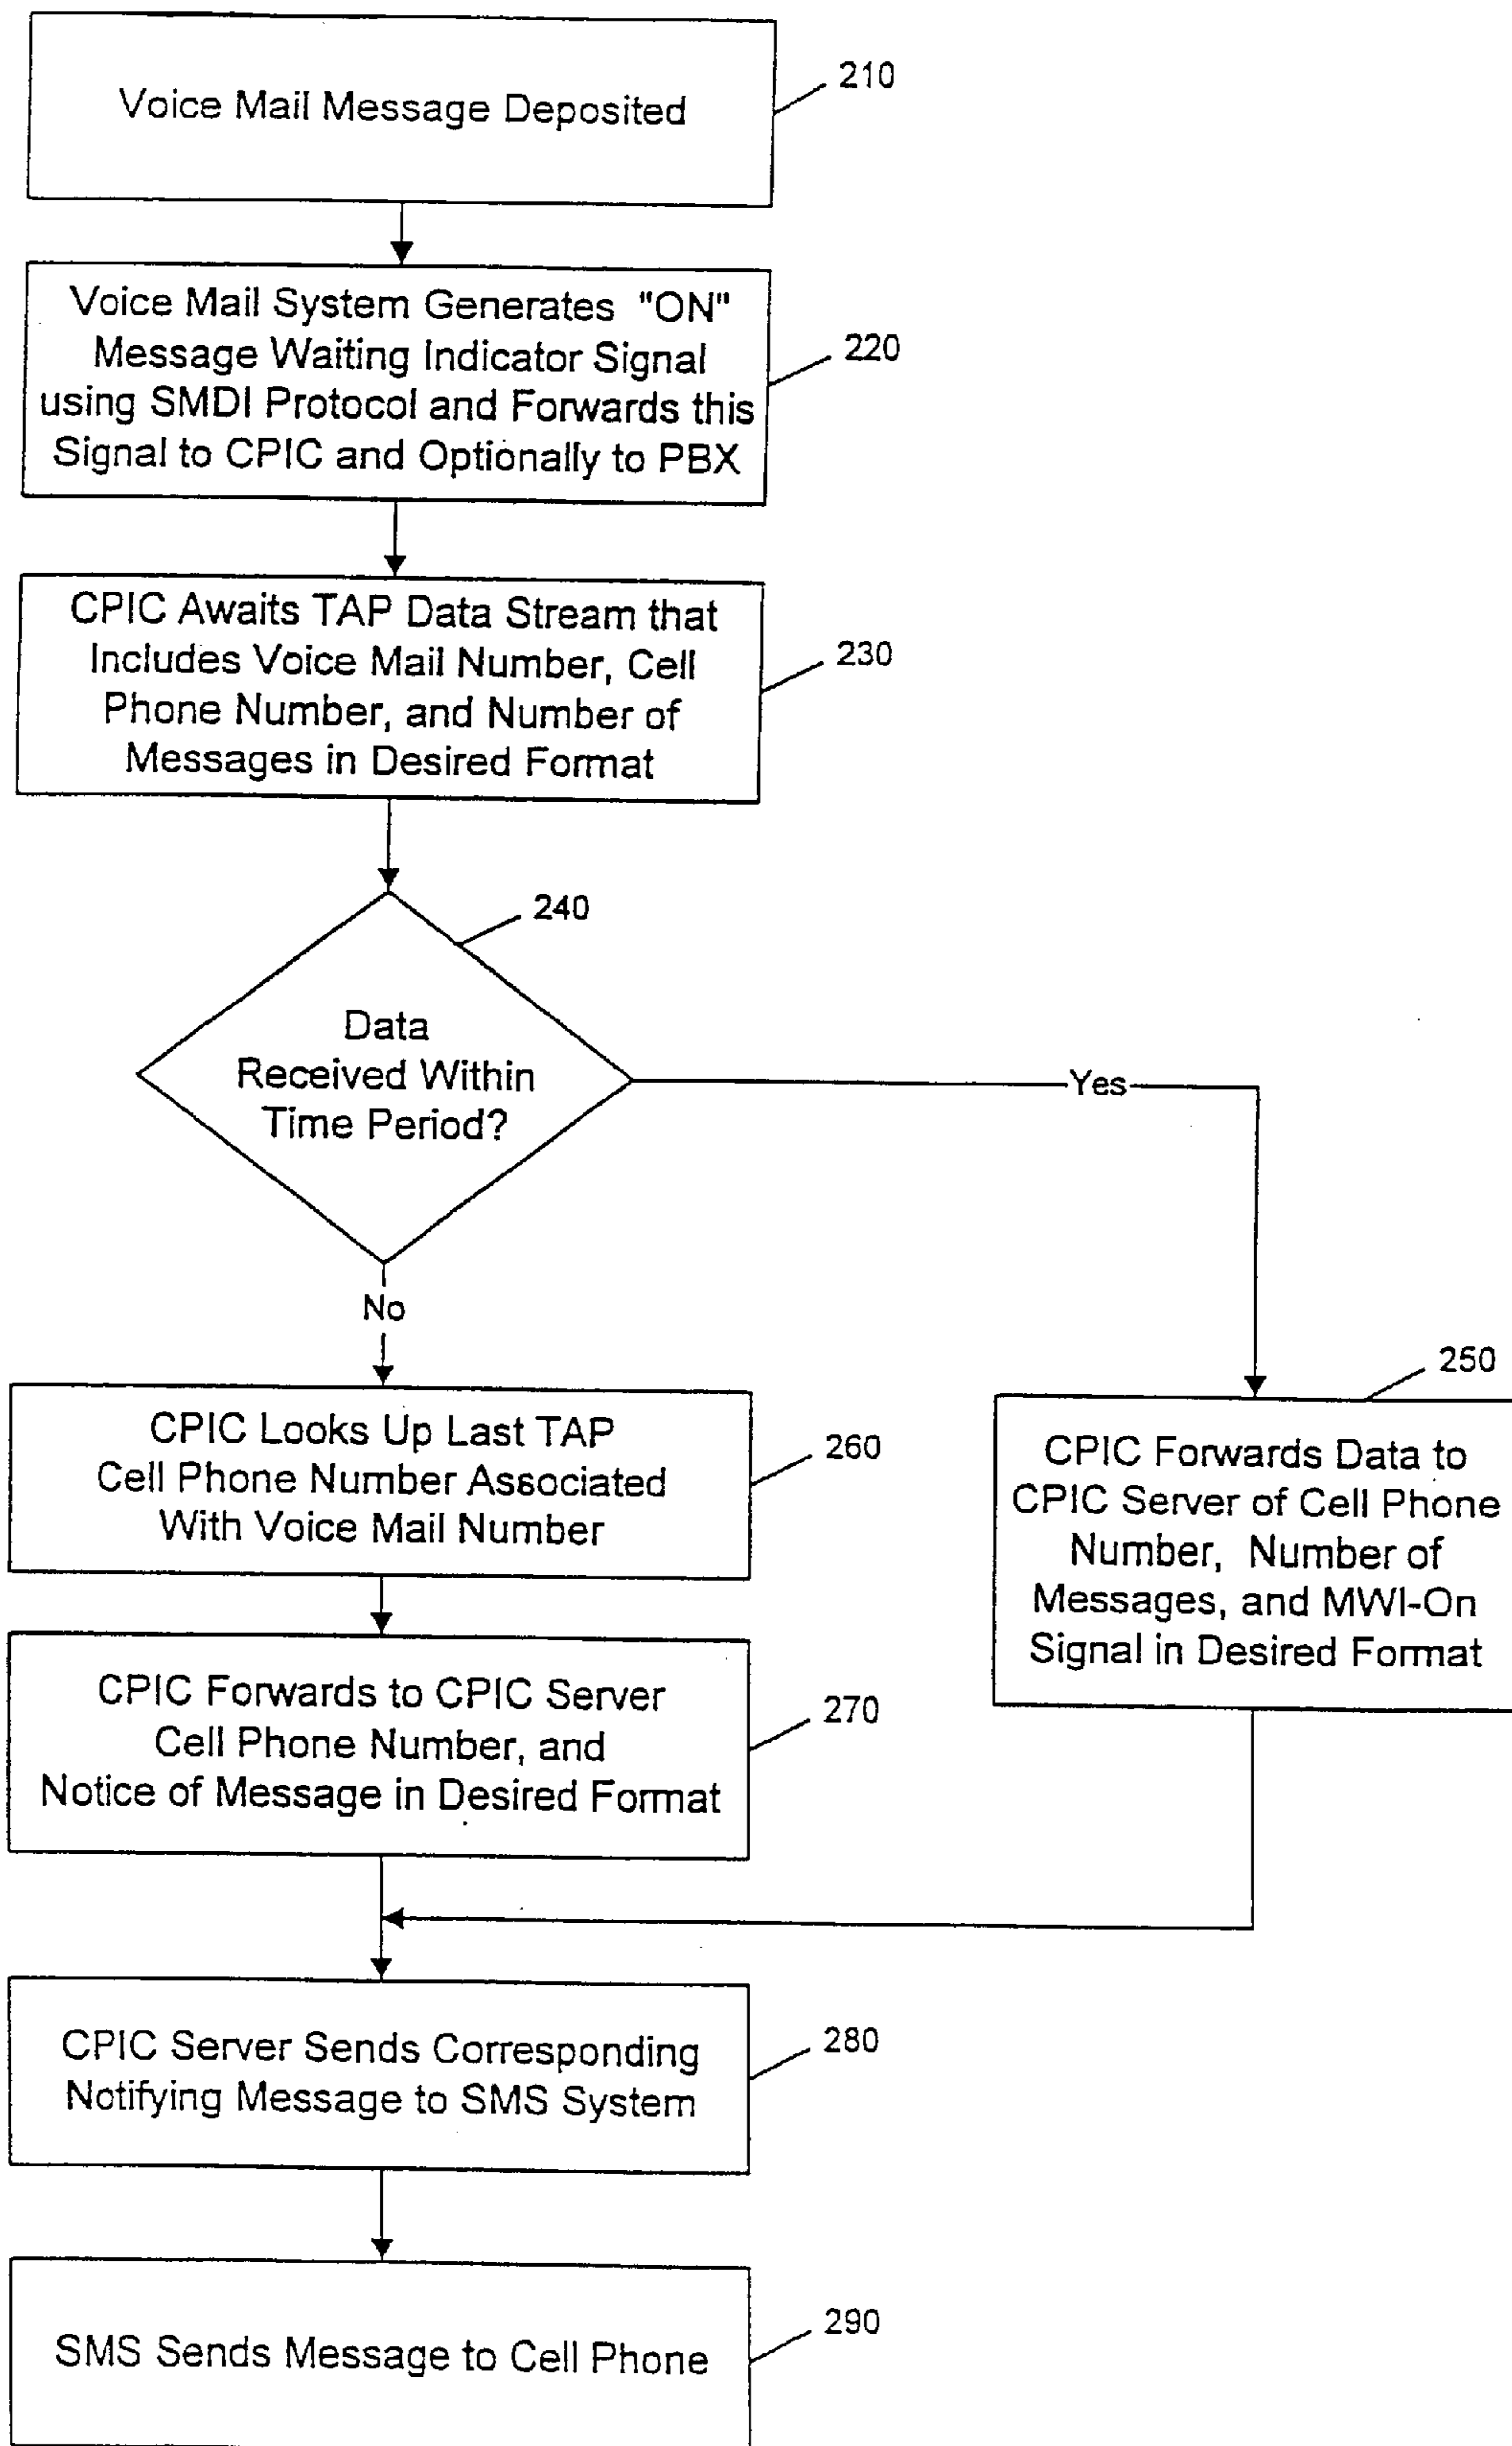 Voice Mail Message Deposited
210
Voice Mail System Generates "ON"
Message Waiting Indicator Signal
using SMDI Protocol and Forwards this
Signal to CPIC and Optionally to PBX
220
CPIC Awaits TAP Data Stream that
Includes Voice Mail Number, Cell
Phone Number, and Number of
Messages in Desired Format
230
240
Data
Received Within
Time Period?
Yes
No
250
CPIC Looks Up Last TAP
Cell Phone Number Associated
With Voice Mail Number
260
CPIC Forwards Data to
CPIC Server of Cell Phone
Number, Number of
Messages, and MWI-On
Signal in Desired Format
CPIC Forwards to CPIC Server
Cell Phone Number, and
Notice of Message in Desired Format
270
CPIC Server Sends Corresponding
Notifying Message to SMS System
280
SMS Sends Message to Cell Phone
290